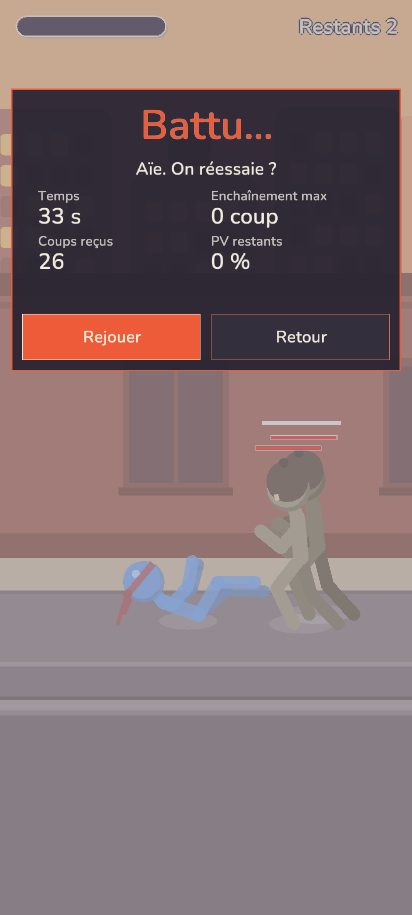 Restants 2
Battu...
Aïe. On réessaie ?
Temps
33 s
Enchaînement max
0 coup
Coups reçus
26
PV restants
0 %
Rejouer
Retour